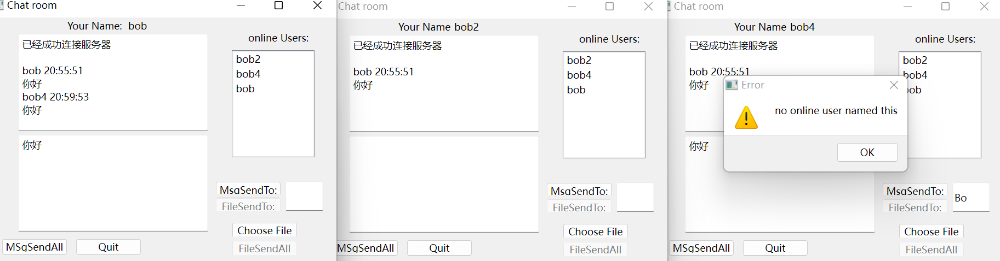 Chat room
Your Name: bob
已经成功连接服务器
bob 20:55:51
你好
bob4 20:59:53
你好
你好
online Users:
bob2
bob4
bob
MsgSendTo:
FileSendTo:
Choose File
FileSendAll
MSgSendAll
Quit
Chat room
Your Name bob2
已经成功连接服务器
bob 20:55:51
你好
online Users:
bob2
bob4
bob
MsgSendTo:
FileSendTo:
Choose File
FileSendAll
MSgSendAll
Quit
Chat room
Your Name bob4
已经成功连接服务器
bob 20:55:51
你好
你好
online Users:
bob2
bob4
bob
Error
no online user named this
OK
MsgSendTo:
Bo
FileSendTo:
Choose File
FileSendAll
MSgSendAll
Quit